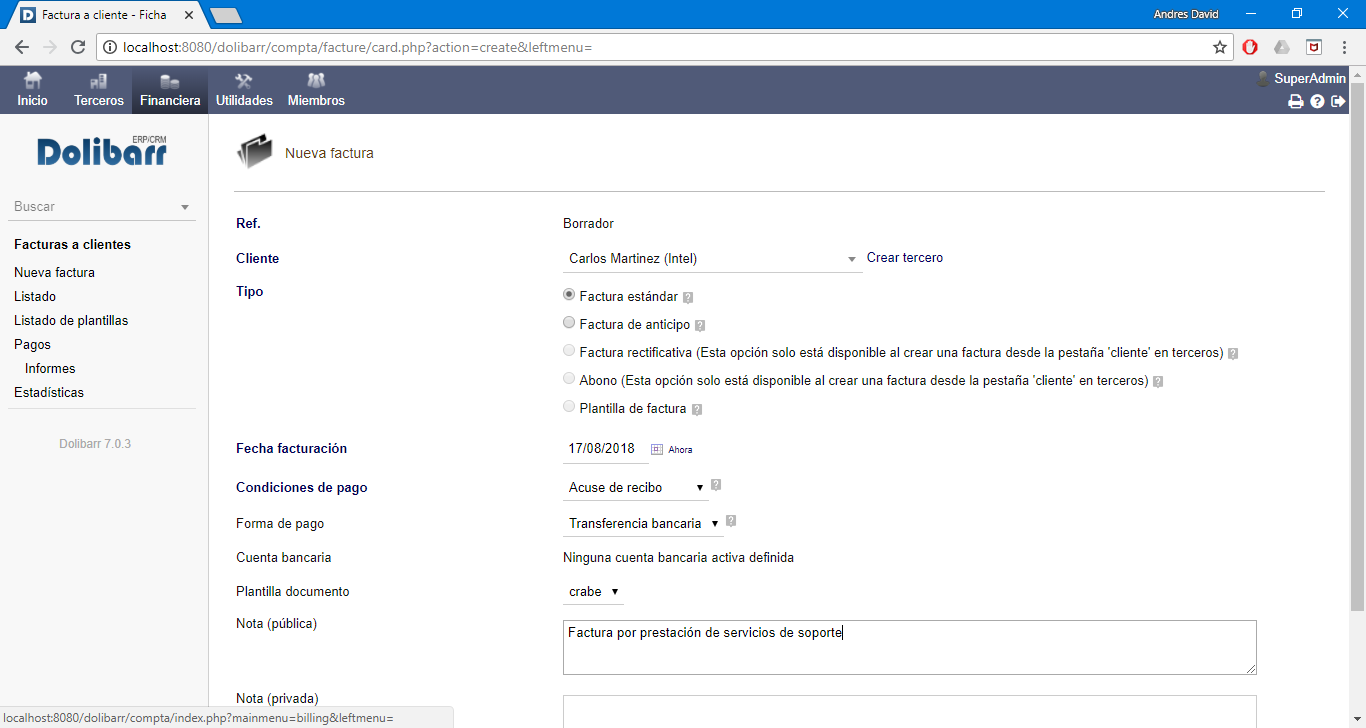 Factura a cliente - Ficha
Andres David
localhost:8080/dolibarr/compta/facture/card.php?action=create&leftmenu=
Inicio
Terceros
Financiera
Utilidades
Miembros
SuperAdmin
Dolibarr
ERP/CRM
Nueva factura
Buscar
Facturas a clientes
Nueva factura
Listado
Listado de plantillas
Pagos
Informes
Estadísticas
Dolibarr 7.0.3
Ref.
Borrador
Cliente
Carlos Martinez (Intel)
Crear tercero
Tipo
Factura estándar
Factura de anticipo
Factura rectificativa (Esta opción solo está disponible al crear una factura desde la pestaña 'cliente' en terceros)
Abono (Esta opción solo está disponible al crear una factura desde la pestaña 'cliente' en terceros)
Plantilla de factura
Fecha facturación
17/08/2018
Ahora
Condiciones de pago
Acuse de recibo
Forma de pago
Transferencia bancaria
Cuenta bancaria
Ninguna cuenta bancaria activa definida
Plantilla documento
crabe
Nota (pública)
Factura por prestación de servicios de soporte
Nota (privada)
localhost:8080/dolibarr/compta/index.php?mainmenu=billing&leftmenu=